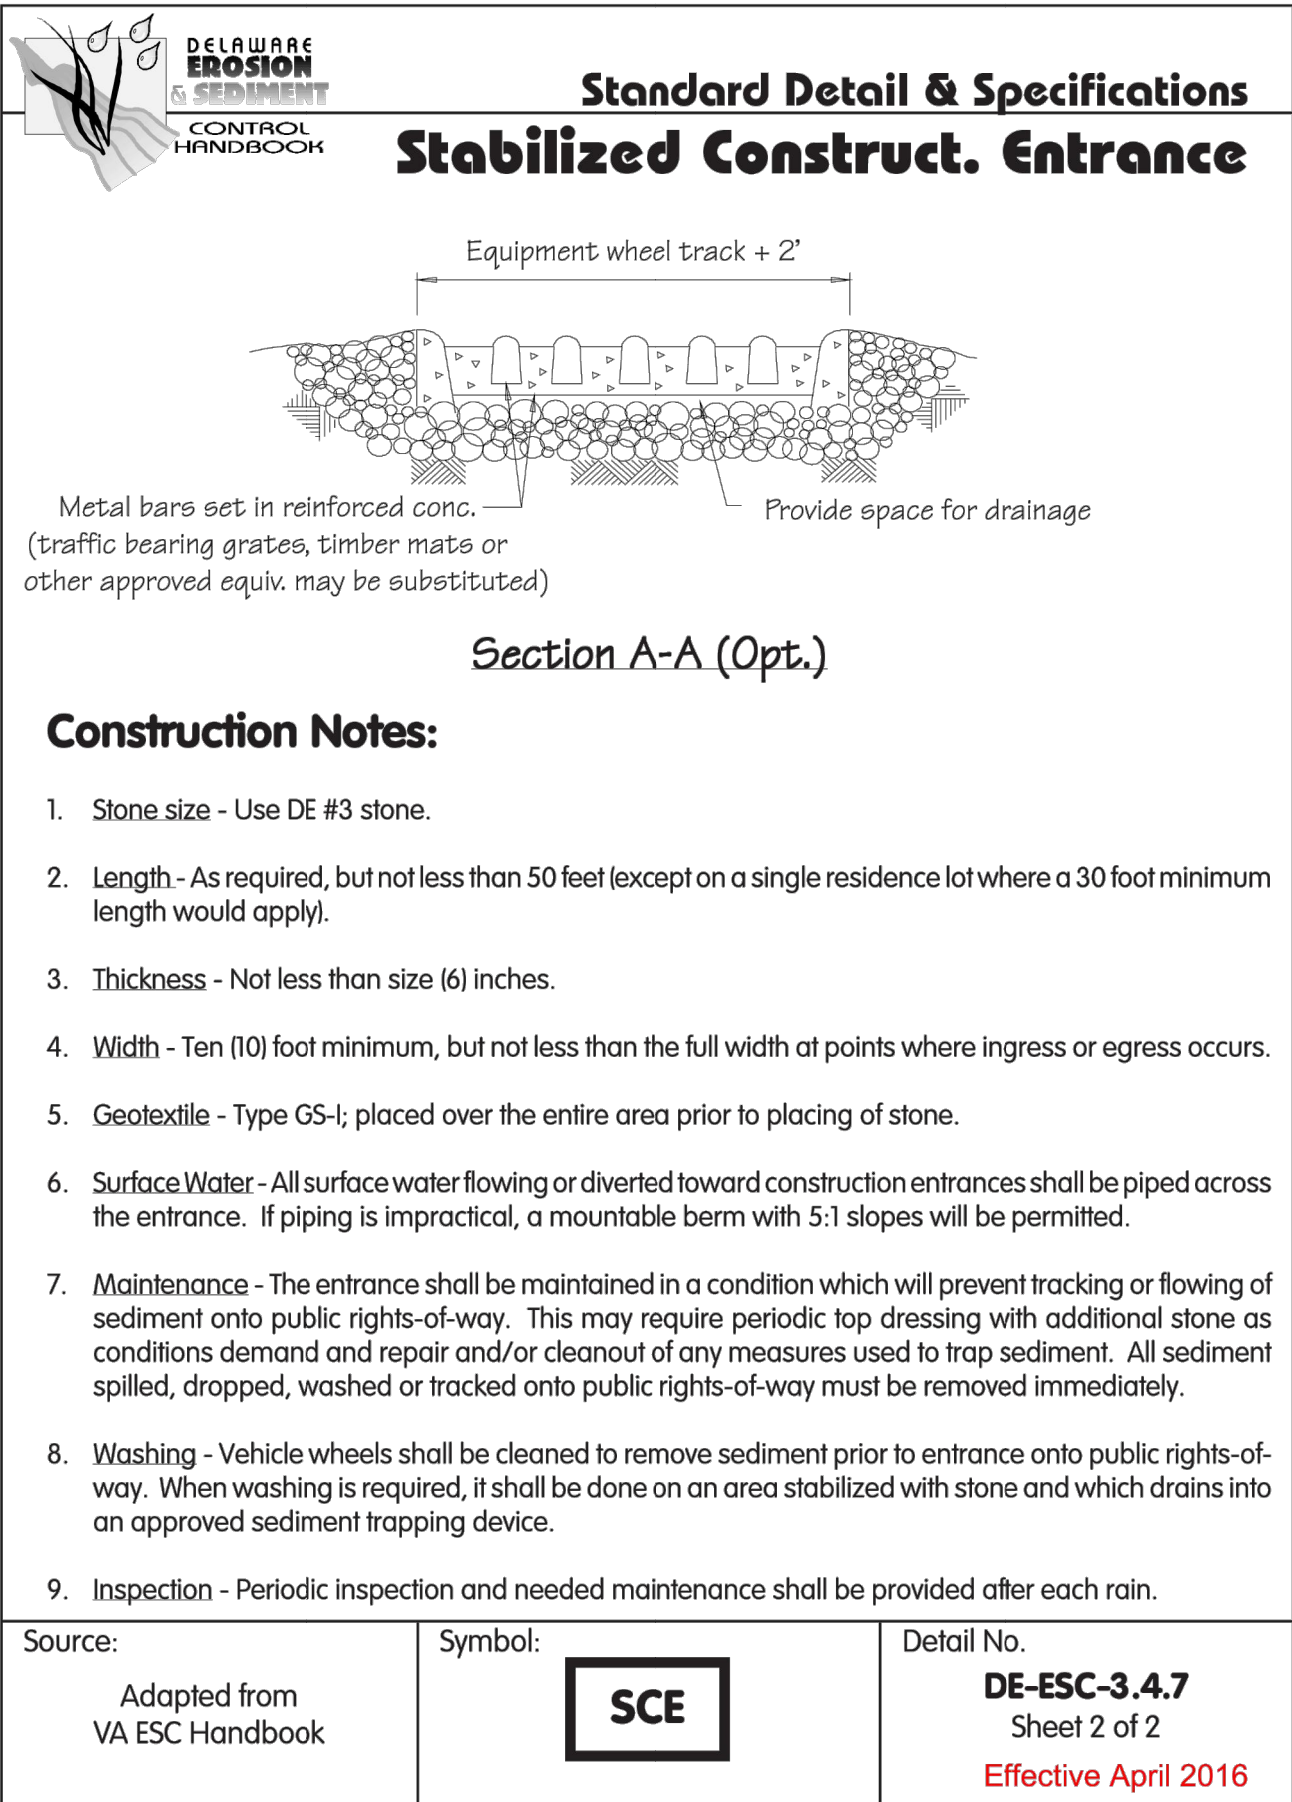 DELAWARE
EROSION
& SEDIMENT
CONTROL
HANDBOOK
Standard Detail & Specifications
Stabilized Construct. Entrance
Equipment wheel track + 2'
Metal bars set in reinforced conc.
(traffic bearing grates, timber mats or
other approved equiv. may be substituted)
Provide space for drainage
Section A-A (Opt.)
Construction Notes:
1. Stone size - Use DE #3 stone.
2. Length - As required, but not less than 50 feet (except on a single residence lot where a 30 foot minimum
length would apply).
3. Thickness - Not less than size (6) inches.
4. Width - Ten (10) foot minimum, but not less than the full width at points where ingress or egress occurs.
5. Geotextile - Type GS-I; placed over the entire area prior to placing of stone.
6. Surface Water - All surface water flowing or diverted toward construction entrances shall be piped across
the entrance. If piping is impractical, a mountable berm with 5:1 slopes will be permitted.
7. Maintenance - The entrance shall be maintained in a condition which will prevent tracking or flowing of
sediment onto public rights-of-way. This may require periodic top dressing with additional stone as
conditions demand and repair and/or cleanout of any measures used to trap sediment. All sediment
spilled, dropped, washed or tracked onto public rights-of-way must be removed immediately.
8. Washing - Vehicle wheels shall be cleaned to remove sediment prior to entrance onto public rights-of-
way. When washing is required, it shall be done on an area stabilized with stone and which drains into
an approved sediment trapping device.
9. Inspection - Periodic inspection and needed maintenance shall be provided after each rain.
Source:
Adapted from
VA ESC Handbook
Symbol:
SCE
Detail No.
DE-ESC-3.4.7
Sheet 2 of 2
Effective April 2016